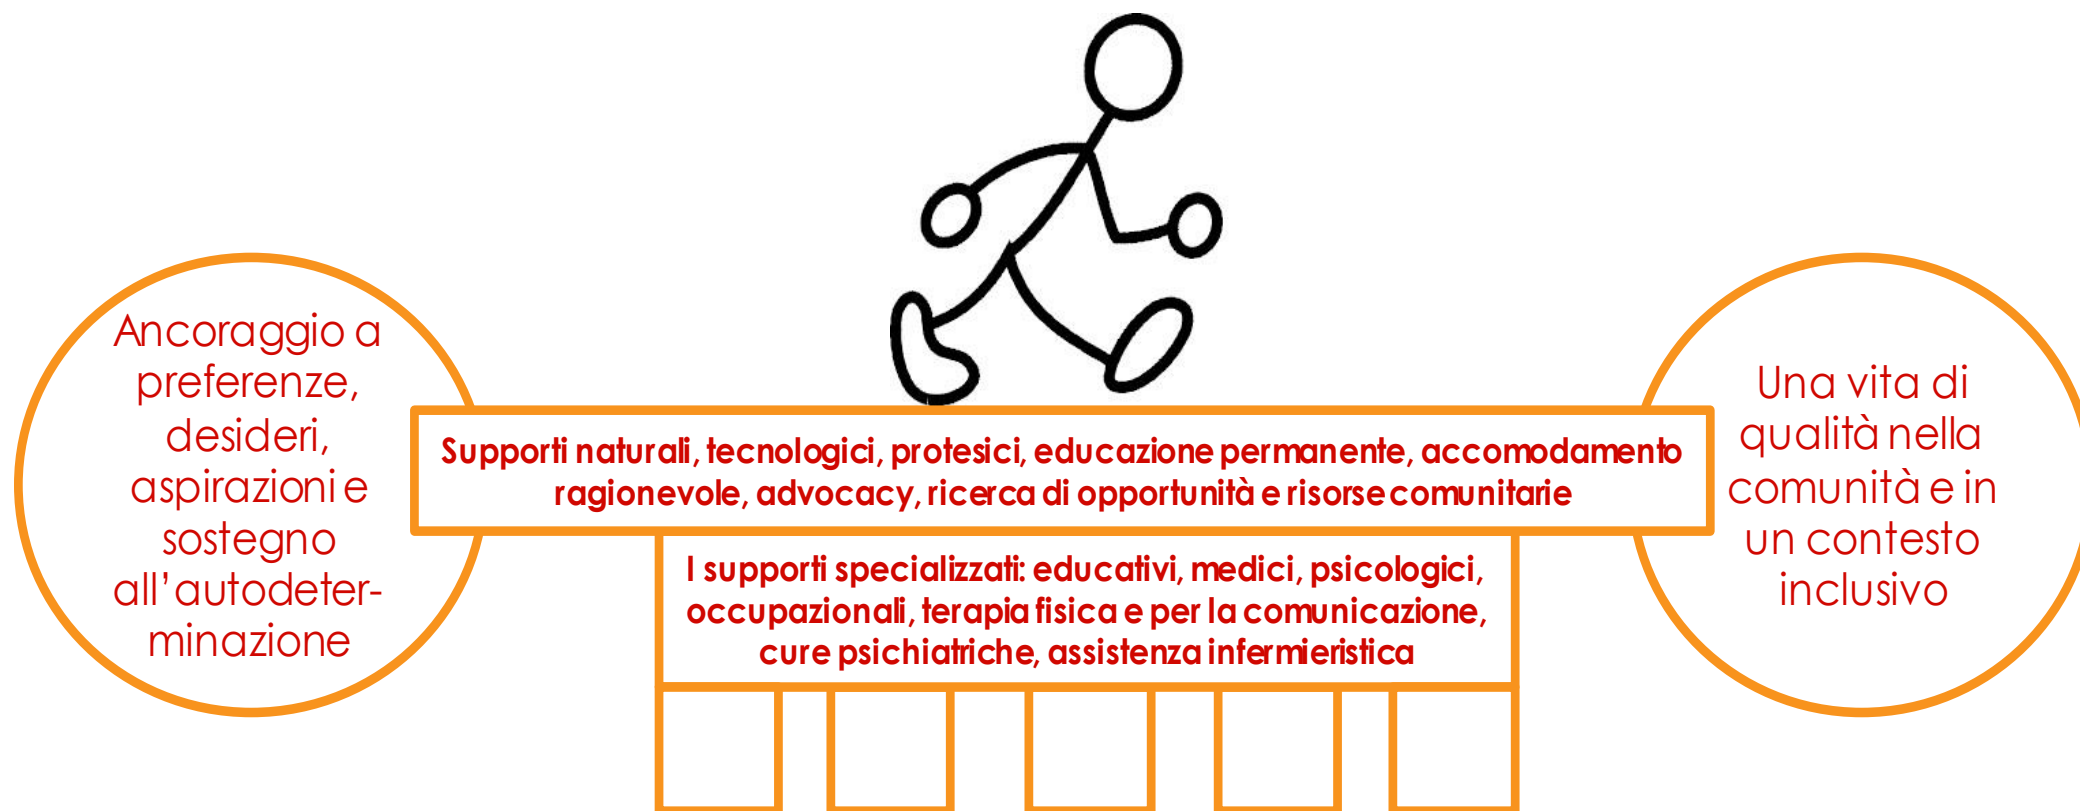 Ancoraggio a
preferenze,
desideri,
aspirazioni e
sostegno
all'autodeter-
minazione
Supporti naturali, tecnologici, protesici, educazione permanente, accomodamento
ragionevole, advocacy, ricerca di opportunità e risorse comunitarie
I supporti specializzati: educativi, medici, psicologici,
occupazionali, terapia fisica e per la comunicazione,
cure psichiatriche, assistenza infermieristica
Una vita di
qualità nella
comunità e in
un contesto
inclusivo